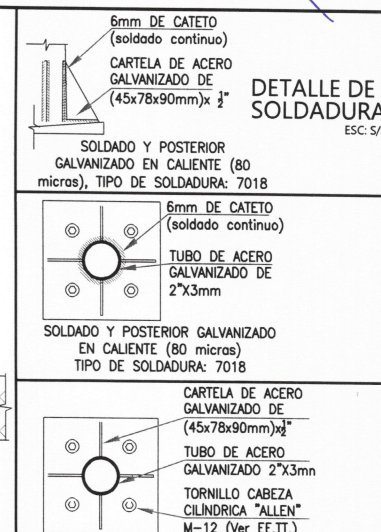 6mm DE CATETO
(soldado continuo)
CARTELA DE ACERO
GALVANIZADO DE
(45x78x90mm)x ½"
DETALLE DE
SOLDADURA
ESC: S/
SOLDADO Y POSTERIOR
GALVANIZADO EN CALIENTE (80
micras), TIPO DE SOLDADURA: 7018
6mm DE CATETO
(soldado continuo)
TUBO DE ACERO
GALVANIZADO DE
2"X3mm
SOLDADO Y POSTERIOR GALVANIZADO
EN CALIENTE (80 micras)
TIPO DE SOLDADURA: 7018
CARTELA DE ACERO
GALVANIZADO DE
(45x78x90mm)x½"
TUBO DE ACERO
GALVANIZADO 2"X3mn
TORNILLO CABEZA
CILÍNDRICA "ALLEN"
M-12 (Ver EE.TT.)